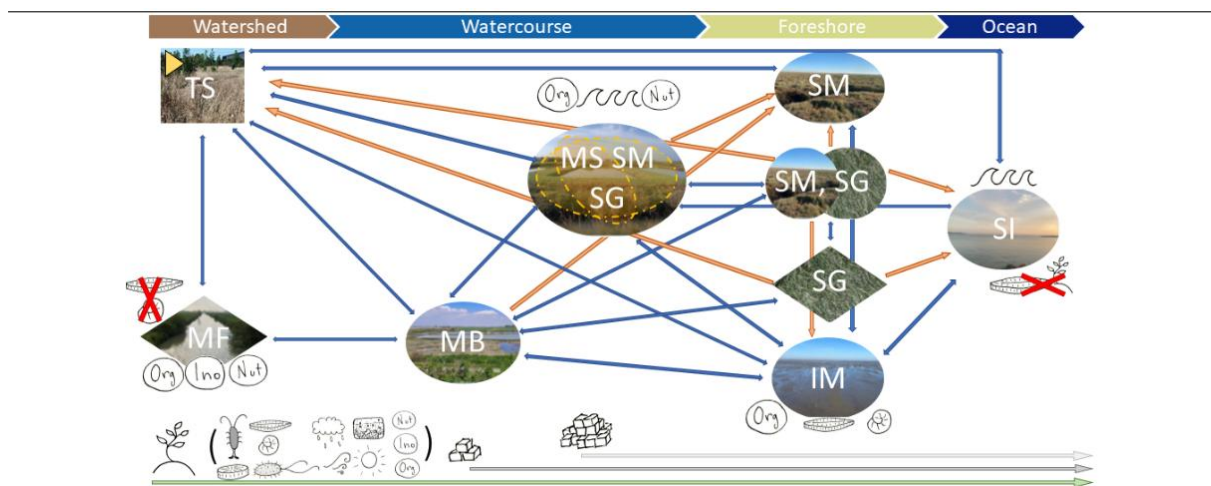 Watershed Watercourse Foreshore Ocean
TS
SM
Org Nut
MS SM
SG
SM, SG
SI
SG
MF
MB
IM
Org Ino Nut
Org
Nut
Ino
Org